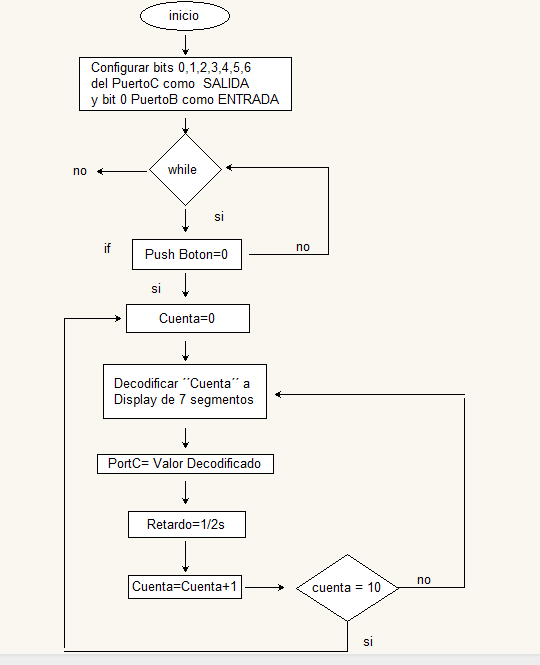 inicio
Configurar bits 0,1,2,3,4,5,6
del PuertoC como SALIDA
y bit 0 PuertoB como ENTRADA
no
while
si
if
Push Boton=0
no
si
Cuenta=0
Decodificar ´´Cuenta´´ a
Display de 7 segmentos
PortC= Valor Decodificado
Retardo=1/2s
Cuenta=Cuenta+1
cuenta = 10
no
si